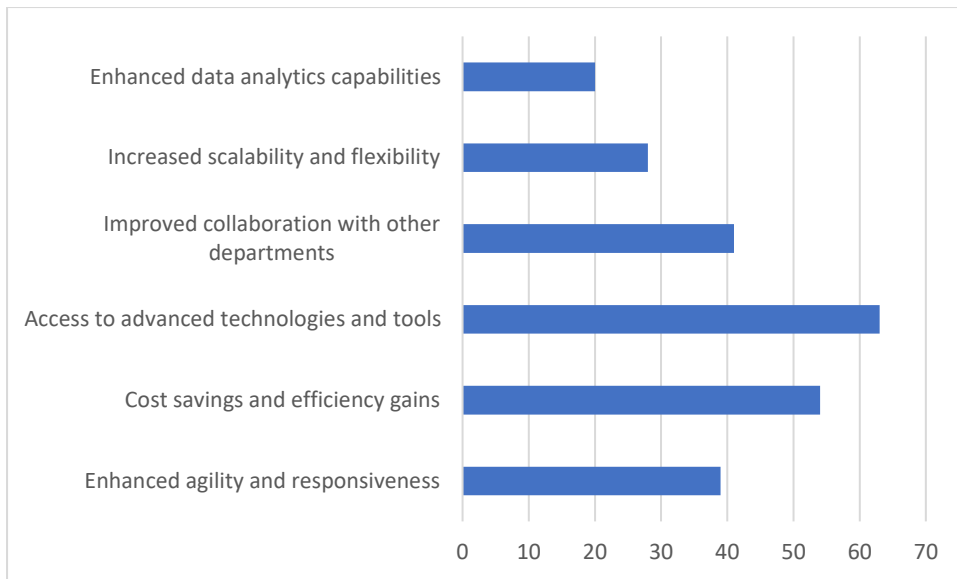 Enhanced data analytics capabilities
Increased scalability and flexibility
Improved collaboration with other
departments
Access to advanced technologies and tools
Cost savings and efficiency gains
Enhanced agility and responsiveness
0 10 20 30 40 50 60 70